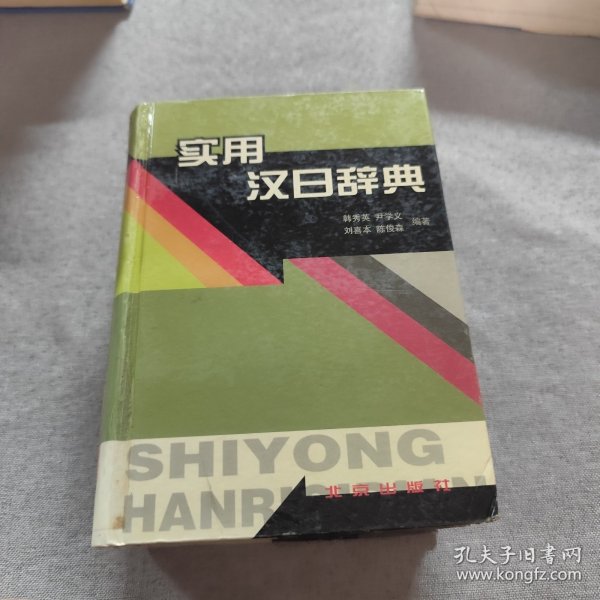 实用
汉日辞典
韩秀英 尹学义
刘喜本 陈俊森 编著
SHIYONG
北京出版社
孔夫子旧书网
www.kongfz.com